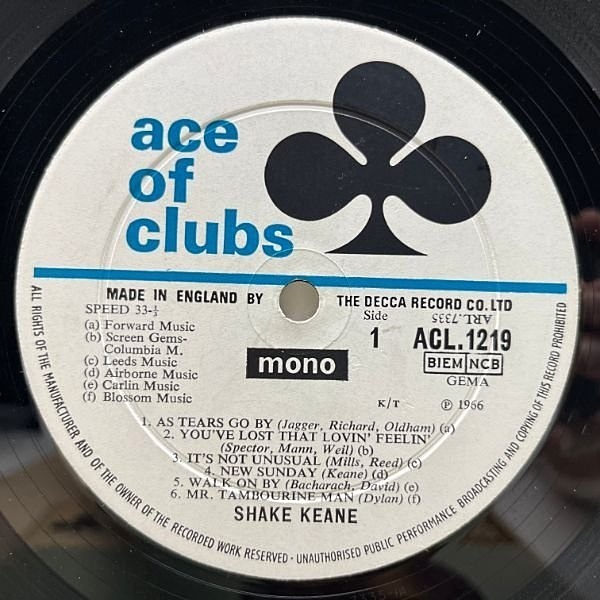 ace
of
clubs
MADE IN ENGLAND BY THE DECCA RECORD CO. LTD
SPEED 33-⅓
(a) Forward Music
(b) Screen Gems-
Columbia M.
(c) Leeds Music
(d) Airborne Music
(e) Carlin Music
(f) Blossom Music
mono
Side
1
ARL.7335
ACL.1219
BIEM NCB
GEMA
K/T
℗ 1966
1. AS TEARS GO BY (Jagger, Richard, Oldham) (a)
2. YOU'VE LOST THAT LOVIN' FEELIN'
(Spector, Mann, Weil) (b)
3. IT'S NOT UNUSUAL (Mills, Reed) (c)
4. NEW SUNDAY (Keane) (d)
5. WALK ON BY (Bacharach, David) (e)
6. MR. TAMBOURINE MAN (Dylan) (f)
SHAKE KEANE
ALL RIGHTS OF THE MANUFACTURER AND OF THE OWNER OF THE RECORDED WORK RESERVED · UNAUTHORISED PUBLIC PERFORMANCE BROADCASTING AND COPYING OF THIS RECORD PROHIBITED